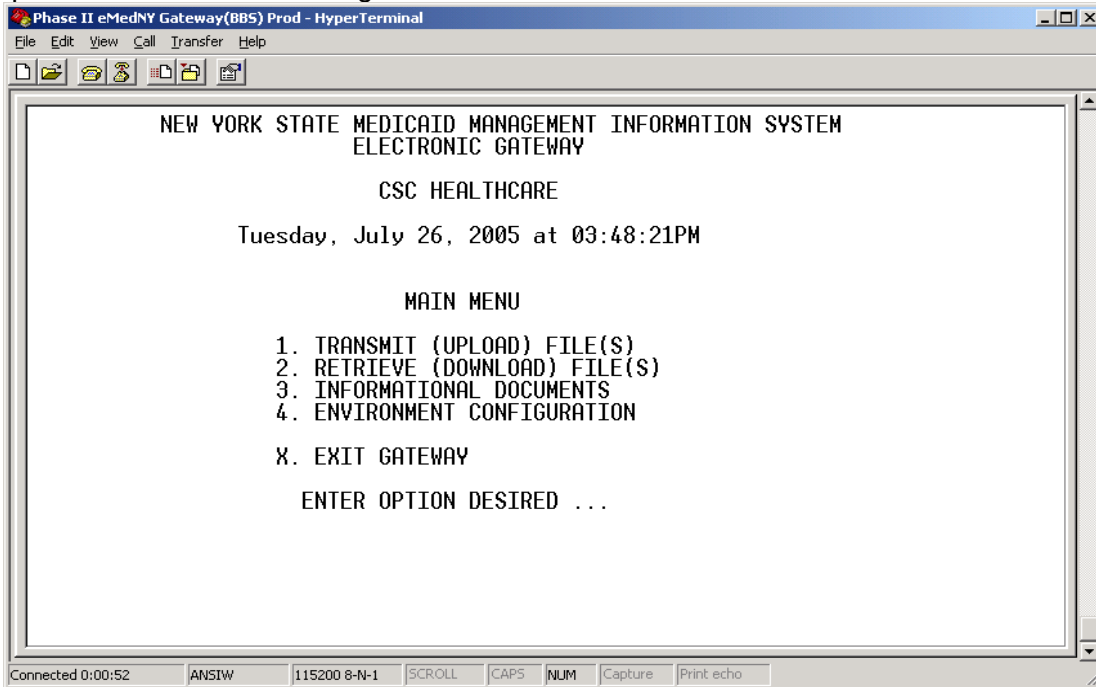 Phase II eMedNY Gateway(BBS) Prod - HyperTerminal
File Edit View Call Transfer Help
NEW YORK STATE MEDICAID MANAGEMENT INFORMATION SYSTEM
ELECTRONIC GATEWAY
CSC HEALTHCARE
Tuesday, July 26, 2005 at 03:48:21PM
MAIN MENU
1. TRANSMIT (UPLOAD) FILE(S)
2. RETRIEVE (DOWNLOAD) FILE(S)
3. INFORMATIONAL DOCUMENTS
4. ENVIRONMENT CONFIGURATION
X. EXIT GATEWAY
ENTER OPTION DESIRED ...
Connected 0:00:52 ANSIW 115200 8-N-1 SCROLL CAPS NUM Capture Print echo